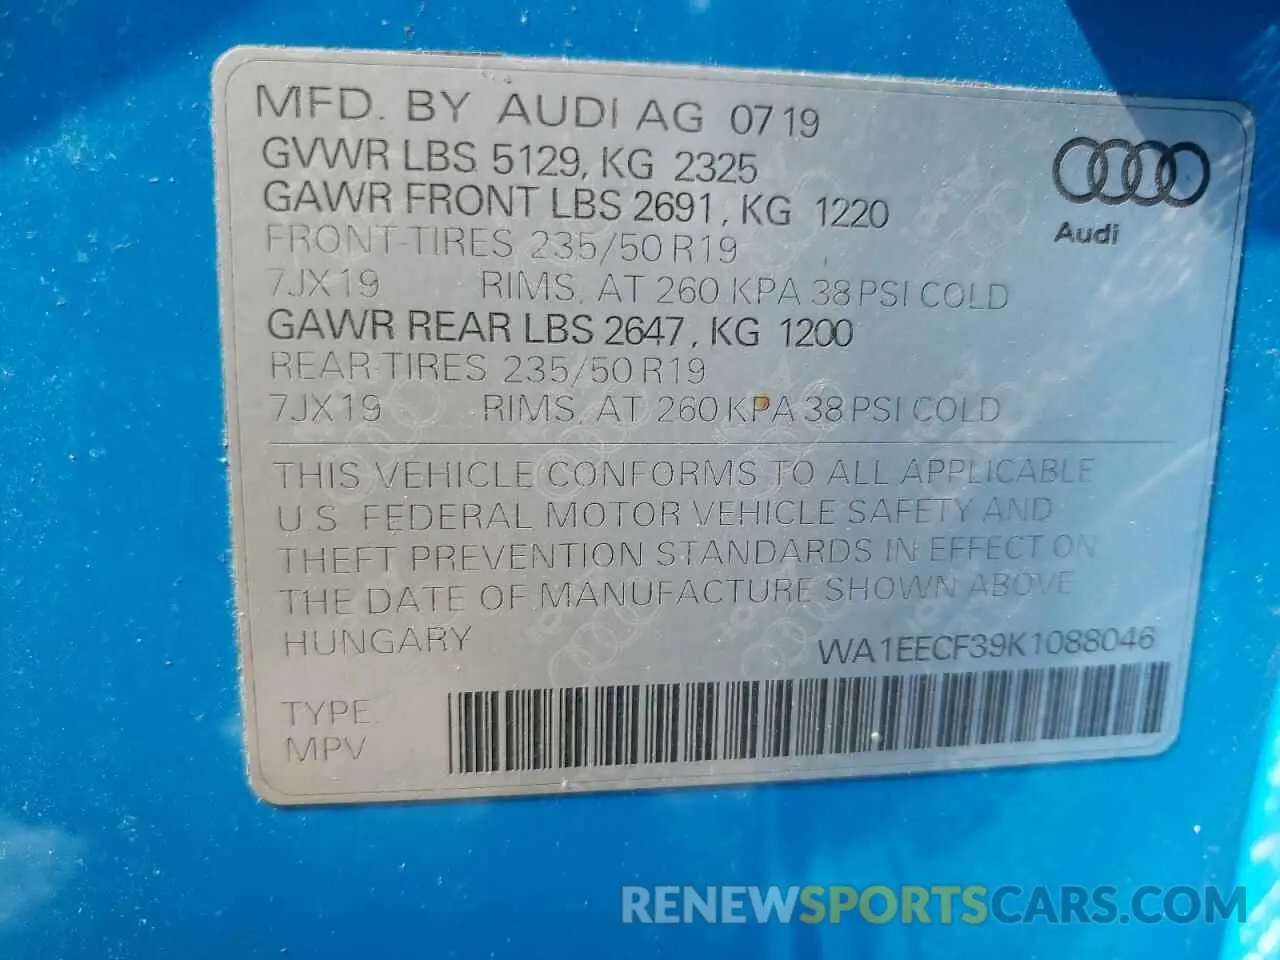 MFD. BY AUDI AG 07 19
GVWR LBS 5129, KG 2325
GAWR FRONT LBS 2691, KG 1220
FRONT-TIRES 235/50 R19
7JX19 RIMS, AT 260 KPA 38 PSI COLD
GAWR REAR LBS 2647, KG 1200
REAR-TIRES 235/50 R19
7JX19 RIMS, AT 260 KPA 38 PSI COLD
Audi
THIS VEHICLE CONFORMS TO ALL APPLICABLE
U.S. FEDERAL MOTOR VEHICLE SAFETY AND
THEFT PREVENTION STANDARDS IN EFFECT ON
THE DATE OF MANUFACTURE SHOWN ABOVE
HUNGARY WA1EECF39K1088046
TYPE:
MPV
RENEWSPORTSCARS.COM